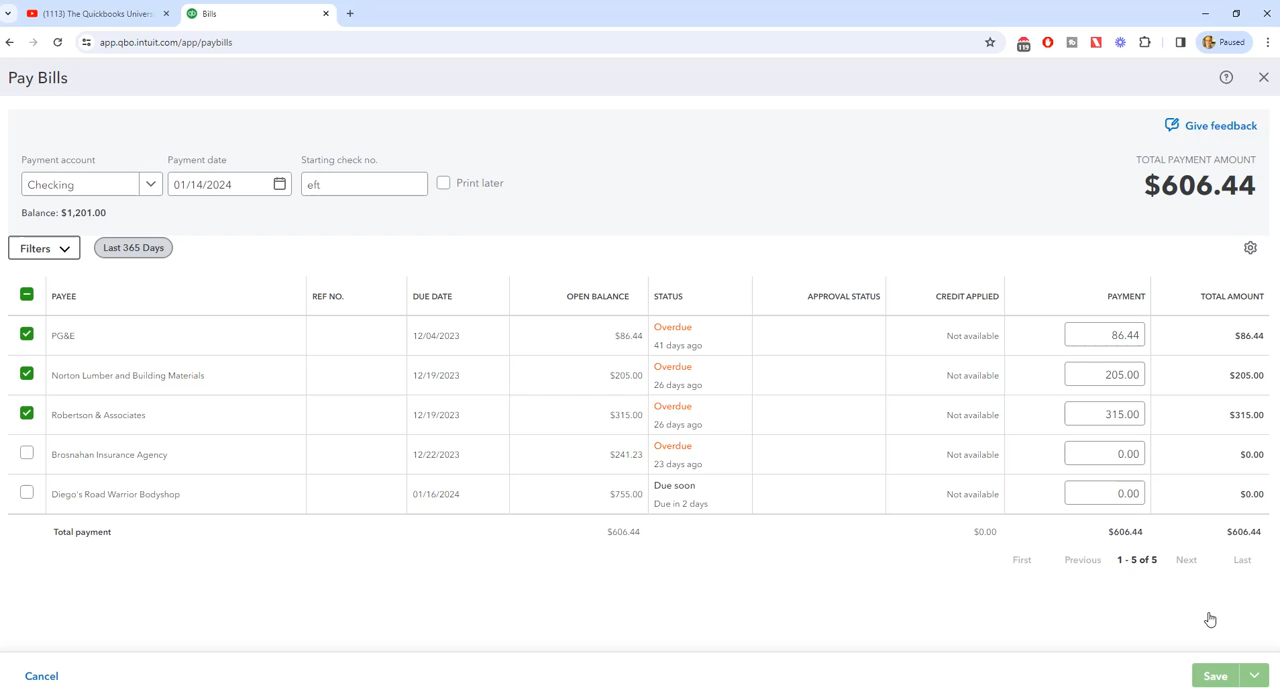 (1113) The Quickbooks Univers
Bills
app.qbo.intuit.com/app/paybills
119
Paused
Pay Bills
Give feedback
Payment account
Payment date
Starting check no.
TOTAL PAYMENT AMOUNT
Checking
01/14/2024
eft
Print later
$606.44
Balance: $1,201.00
Filters
Last 365 Days
PAYEE REF NO. DUE DATE OPEN BALANCE STATUS APPROVAL STATUS CREDIT APPLIED PAYMENT TOTAL AMOUNT
PG&E 12/04/2023 $86.44 Overdue Not available 86.44 $86.44
41 days ago
Norton Lumber and Building Materials 12/19/2023 $205.00 Overdue Not available 205.00 $205.00
26 days ago
Robertson & Associates 12/19/2023 $315.00 Overdue Not available 315.00 $315.00
26 days ago
Brosnahan Insurance Agency 12/22/2023 $241.23 Overdue Not available 0.00 $0.00
23 days ago
Diego's Road Warrior Bodyshop 01/16/2024 $755.00 Due soon Not available 0.00 $0.00
Due in 2 days
Total payment $606.44 $0.00 $606.44 $606.44
First Previous 1 - 5 of 5 Next Last
Cancel
Save